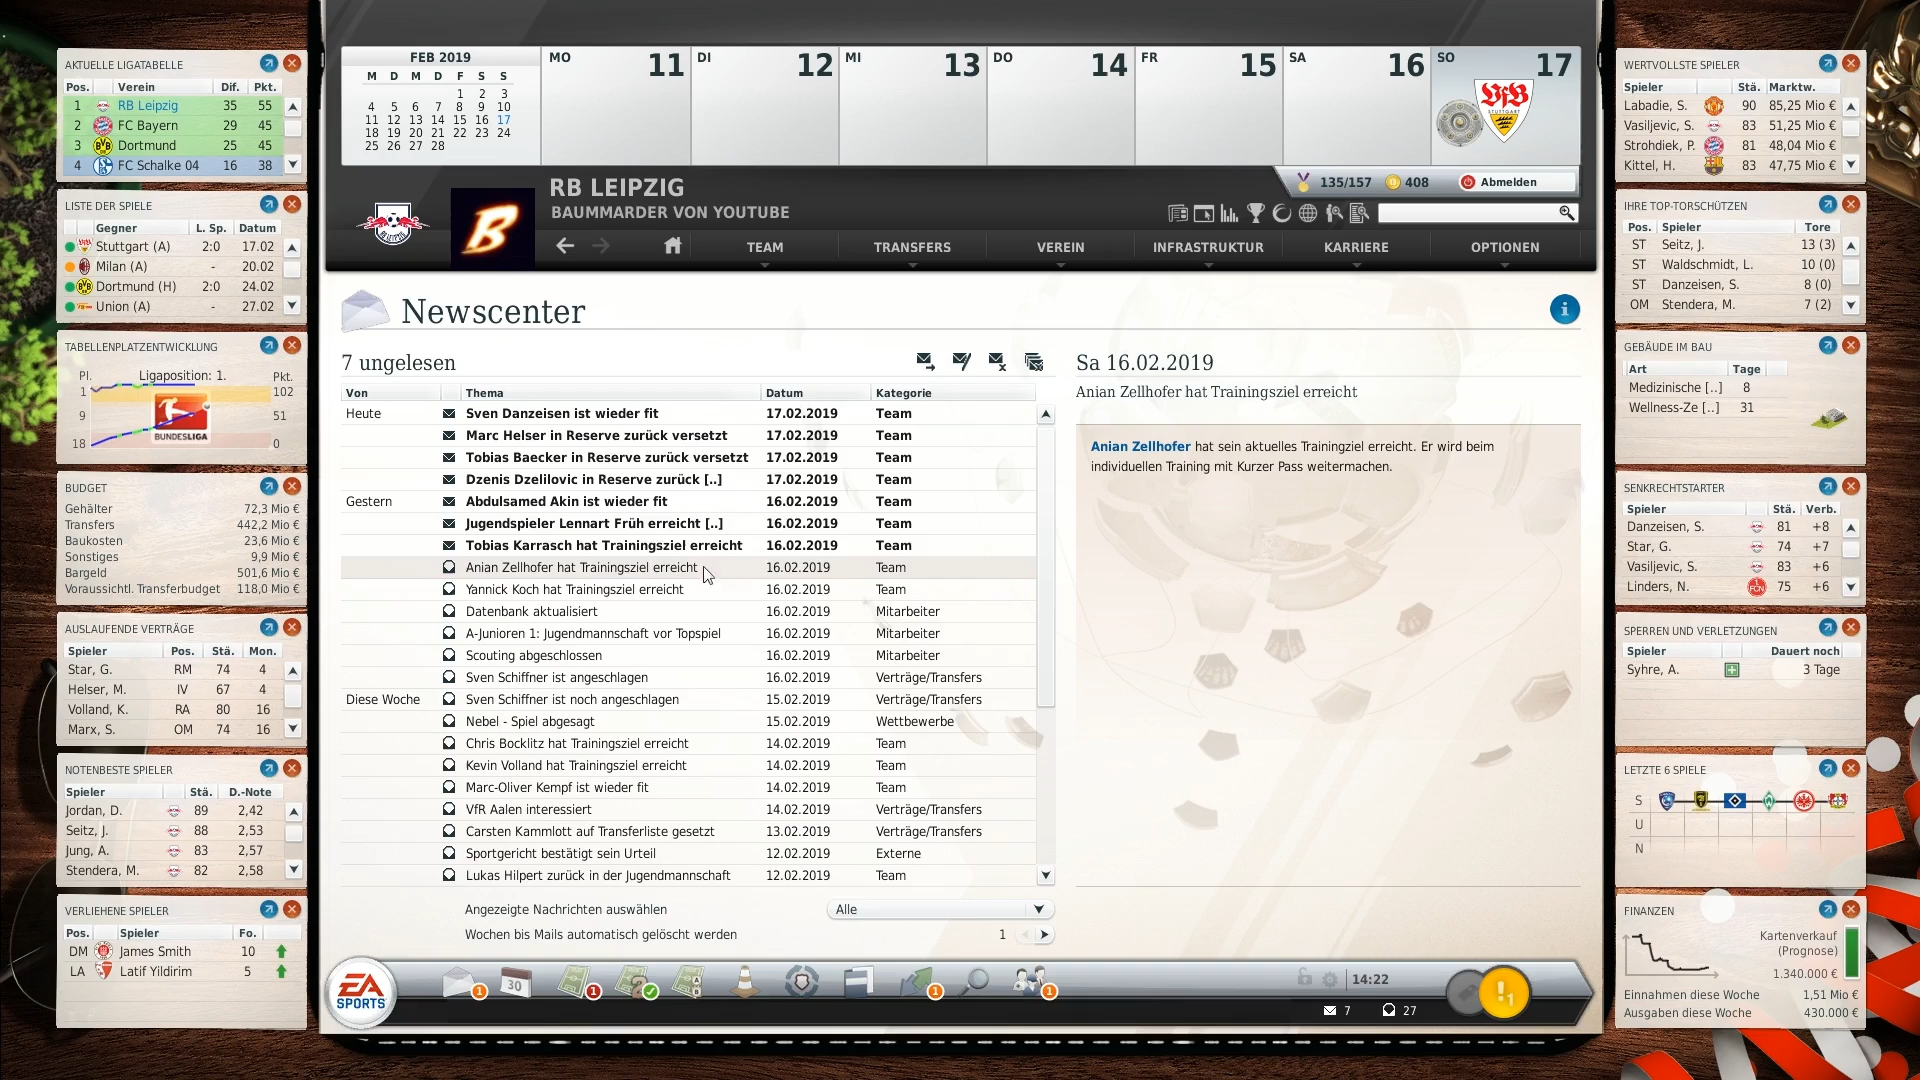 AKTUELLE LIGATABELLE
Pos. Verein Dif. Pkt.
1 RB Leipzig 35 55
2 FC Bayern 29 45
3 Dortmund 25 45
4 FC Schalke 04 16 38
LISTE DER SPIELE
Gegner L. Sp. Datum
Stuttgart (A) 2:0 17.02
Milan (A) - 20.02
Dortmund (H) 2:0 24.02
Union (A) - 27.02
TABELLENPLATZENTWICKLUNG
Pl. Ligaposition: 1. Pkt.
1 102
9 51
18 0
BUNDESLIGA
BUDGET
Gehälter 72,3 Mio €
Transfers 442,2 Mio €
Baukosten 23,6 Mio €
Sonstiges 9,9 Mio €
Bargeld 501,6 Mio €
Voraussichtl. Transferbudget 118,0 Mio €
AUSLAUFENDE VERTRÄGE
Spieler Pos. Stä. Mon.
Star, G. RM 74 4
Helser, M. IV 67 4
Volland, K. RA 80 16
Marx, S. OM 74 16
NOTENBESTE SPIELER
Spieler Stä. D.-Note
Jordan, D. 89 2,42
Seitz, J. 88 2,53
Jung, A. 83 2,57
Stendera, M. 82 2,58
VERLIEHENE SPIELER
Pos. Spieler Fo.
DM James Smith 10
LA Latif Yildirim 5
FEB 2019
M D M D F S S
1 2 3
4 5 6 7 8 9 10
11 12 13 14 15 16 17
18 19 20 21 22 23 24
25 26 27 28
MO 11 DI 12 MI 13 DO 14 FR 15 SA 16 SO 17
VfB
STUTTGART
135/157 408 Abmelden
RB LEIPZIG
BAUMMARDER VON YOUTUBE
B
TEAM TRANSFERS VEREIN INFRASTRUKTUR KARRIERE OPTIONEN
Newscenter
7 ungelesen
Von Thema Datum Kategorie
Heute Sven Danzeisen ist wieder fit 17.02.2019 Team
Marc Helser in Reserve zurück versetzt 17.02.2019 Team
Tobias Baecker in Reserve zurück versetzt 17.02.2019 Team
Dzenis Dzelilovic in Reserve zurück [..] 17.02.2019 Team
Gestern Abdulsamed Akin ist wieder fit 16.02.2019 Team
Jugendspieler Lennart Früh erreicht [..] 16.02.2019 Team
Tobias Karrasch hat Trainingsziel erreicht 16.02.2019 Team
Anian Zellhofer hat Trainingsziel erreicht 16.02.2019 Team
Yannick Koch hat Trainingsziel erreicht 16.02.2019 Team
Datenbank aktualisiert 16.02.2019 Mitarbeiter
A-Junioren 1: Jugendmannschaft vor Topspiel 16.02.2019 Mitarbeiter
Scouting abgeschlossen 16.02.2019 Mitarbeiter
Sven Schiffner ist angeschlagen 16.02.2019 Verträge/Transfers
Diese Woche Sven Schiffner ist noch angeschlagen 15.02.2019 Verträge/Transfers
Nebel - Spiel abgesagt 15.02.2019 Wettbewerbe
Chris Bocklitz hat Trainingsziel erreicht 14.02.2019 Team
Kevin Volland hat Trainingsziel erreicht 14.02.2019 Team
Marc-Oliver Kempf ist wieder fit 14.02.2019 Team
VfR Aalen interessiert 14.02.2019 Verträge/Transfers
Carsten Kammlott auf Transferliste gesetzt 13.02.2019 Verträge/Transfers
Sportgericht bestätigt sein Urteil 12.02.2019 Externe
Lukas Hilpert zurück in der Jugendmannschaft 12.02.2019 Team
Angezeigte Nachrichten auswählen Alle
Wochen bis Mails automatisch gelöscht werden 1
Sa 16.02.2019
Anian Zellhofer hat Trainingsziel erreicht
Anian Zellhofer hat sein aktuelles Trainingziel erreicht. Er wird beim
individuellen Training mit Kurzer Pass weitermachen.
EA
SPORTS
1 30 1 1 1
14:22
7 27
!1
WERTVOLLSTE SPIELER
Spieler Stä. Marktw.
Labadie, S. 90 85,25 Mio €
Vasiljevic, S. 83 51,25 Mio €
Strohdiek, P. 81 48,04 Mio €
Kittel, H. 83 47,75 Mio €
IHRE TOP-TORSCHÜTZEN
Pos. Spieler Tore
ST Seitz, J. 13 (3)
ST Waldschmidt, L. 10 (0)
ST Danzeisen, S. 8 (0)
OM Stendera, M. 7 (2)
GEBÄUDE IM BAU
Art Tage
Medizinische [..] 8
Wellness-Ze [..] 31
SENKRECHTSTARTER
Spieler Stä. Verb.
Danzeisen, S. 81 +8
Star, G. 74 +7
Vasiljevic, S. 83 +6
Linders, N. 75 +6
SPERREN UND VERLETZUNGEN
Spieler Dauert noch
Syhre, A. 3 Tage
LETZTE 6 SPIELE
S
U
N
FINANZEN
Kartenverkauf
(Prognose)
1.340.000 €
Einnahmen diese Woche 1,51 Mio €
Ausgaben diese Woche 430.000 €